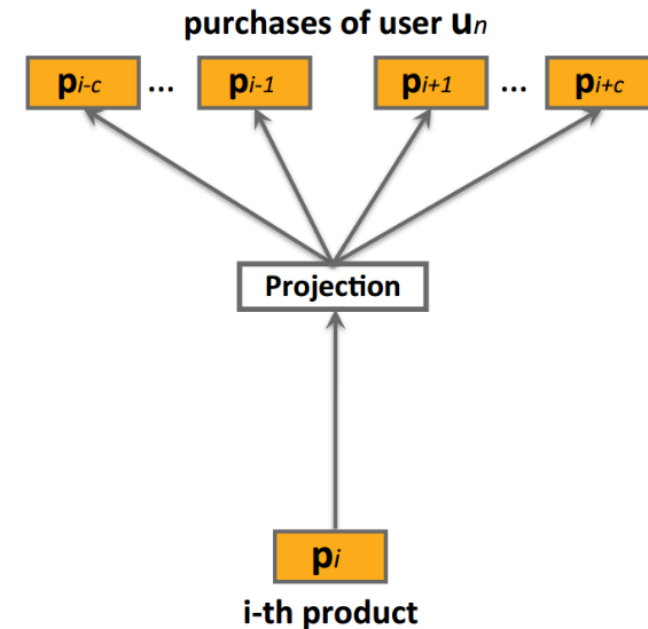 purchases of user un
pi-c ... pi-1 pi+1 ... pi+c
Projection
pi
i-th product